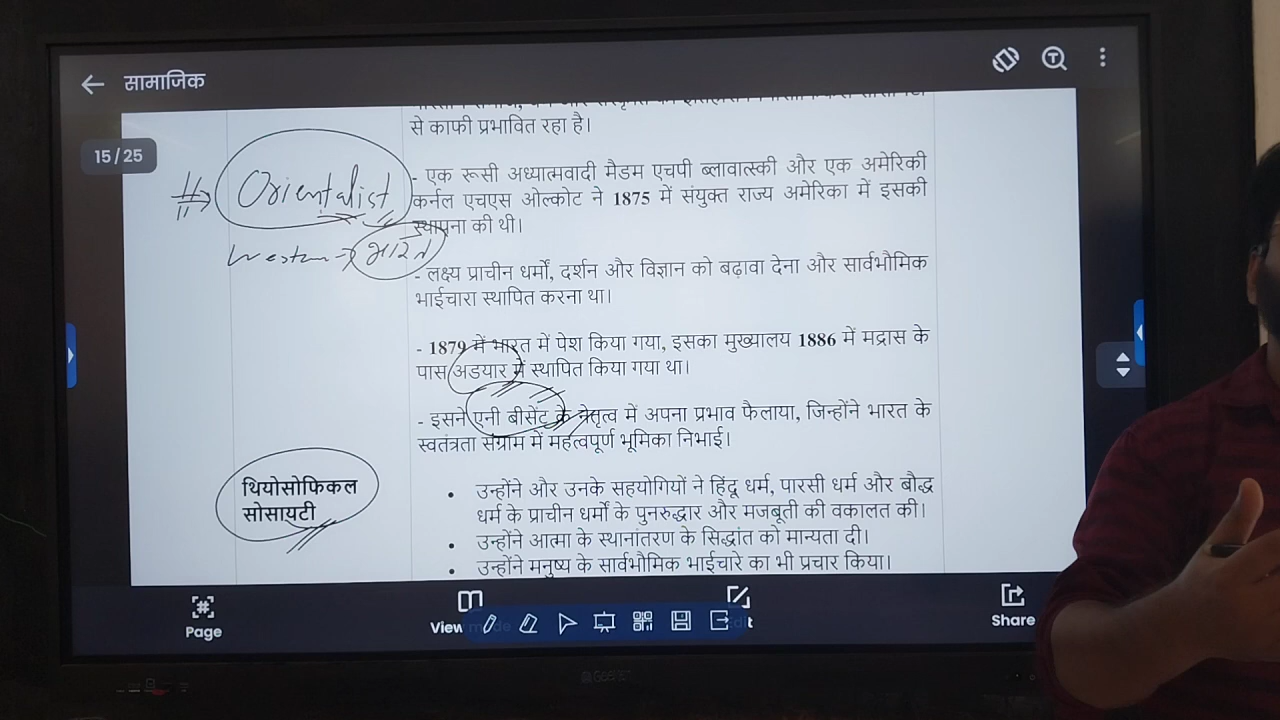 सामाजिक
15/25
से काफी प्रभावित रहा है।
Orientalist
- एक रूसी अध्यात्मवादी मैडम एचपी ब्लावात्स्की और एक अमेरिकी
कर्नल एचएस ओल्कोट ने 1875 में संयुक्त राज्य अमेरिका में इसकी
स्थापना की थी।
Western → भारत
- लक्ष्य प्राचीन धर्मों, दर्शन और विज्ञान को बढ़ावा देना और सार्वभौमिक
भाईचारा स्थापित करना था।
- 1879 में भारत में पेश किया गया, इसका मुख्यालय 1886 में मद्रास के
पास अडयार में स्थापित किया गया था।
- इसने एनी बीसेंट के नेतृत्व में अपना प्रभाव फैलाया, जिन्होंने भारत के
स्वतंत्रता संग्राम में महत्वपूर्ण भूमिका निभाई।
थियोसोफिकल
सोसायटी
• उन्होंने और उनके सहयोगियों ने हिंदू धर्म, पारसी धर्म और बौद्ध
धर्म के प्राचीन धर्मों के पुनरुद्धार और मजबूती की वकालत की।
• उन्होंने आत्मा के स्थानांतरण के सिद्धांत को मान्यता दी।
• उन्होंने मनुष्य के सार्वभौमिक भाईचारे का भी प्रचार किया।
Page
View
Share